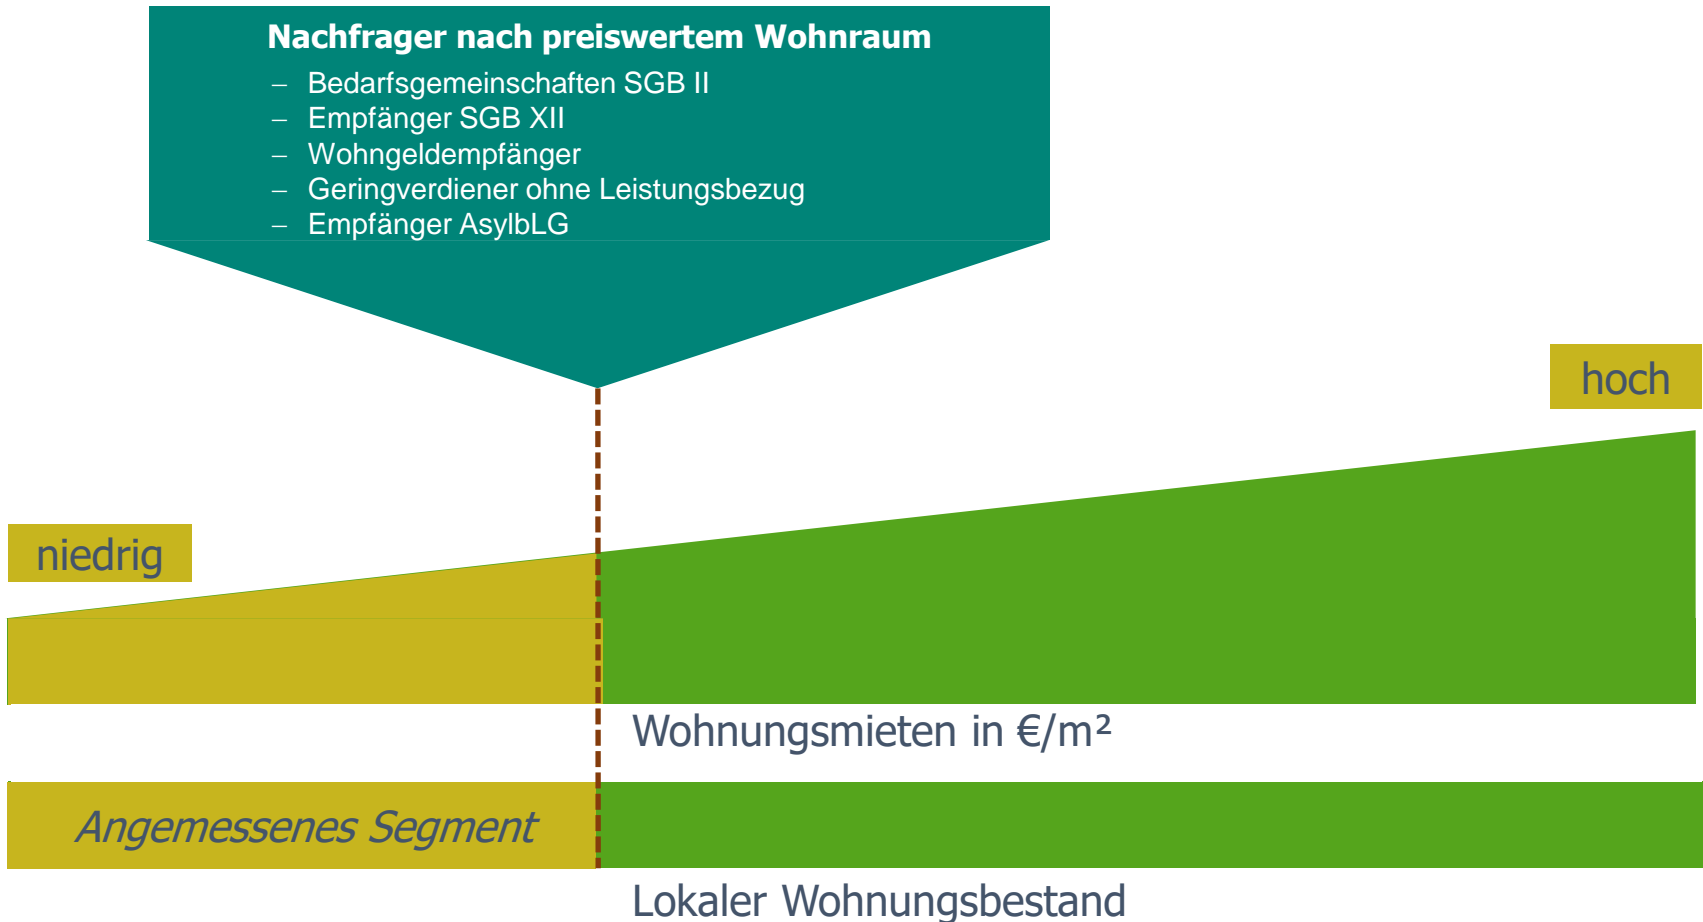 Nachfrager nach preiswertem Wohnraum
– Bedarfsgemeinschaften SGB II
– Empfänger SGB XII
– Wohngeldempfänger
– Geringverdiener ohne Leistungsbezug
– Empfänger AsylbLG
hoch
niedrig
Wohnungsmieten in €/m²
Angemessenes Segment
Lokaler Wohnungsbestand